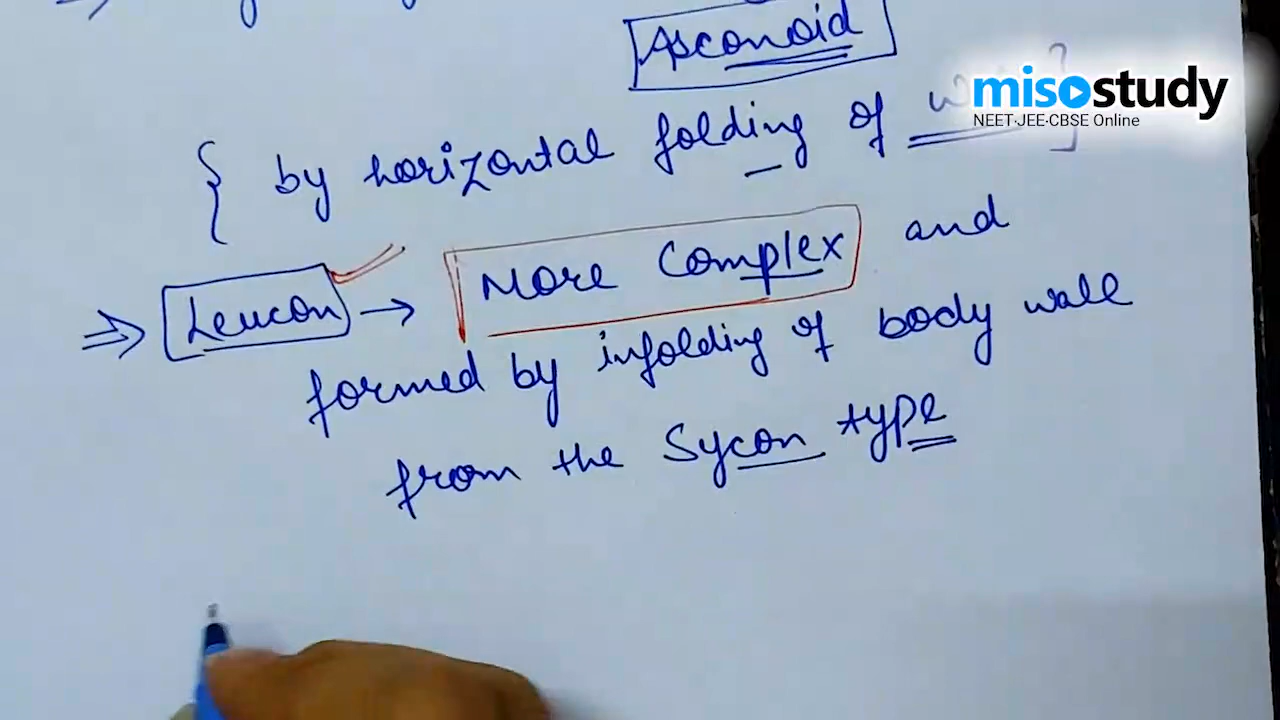 Asconoid
misostudy
NEET-JEE-CBSE Online
{ by horizontal folding of
⇒ Leucon → More Complex and
formed by infolding of body wall
from the Sycon type